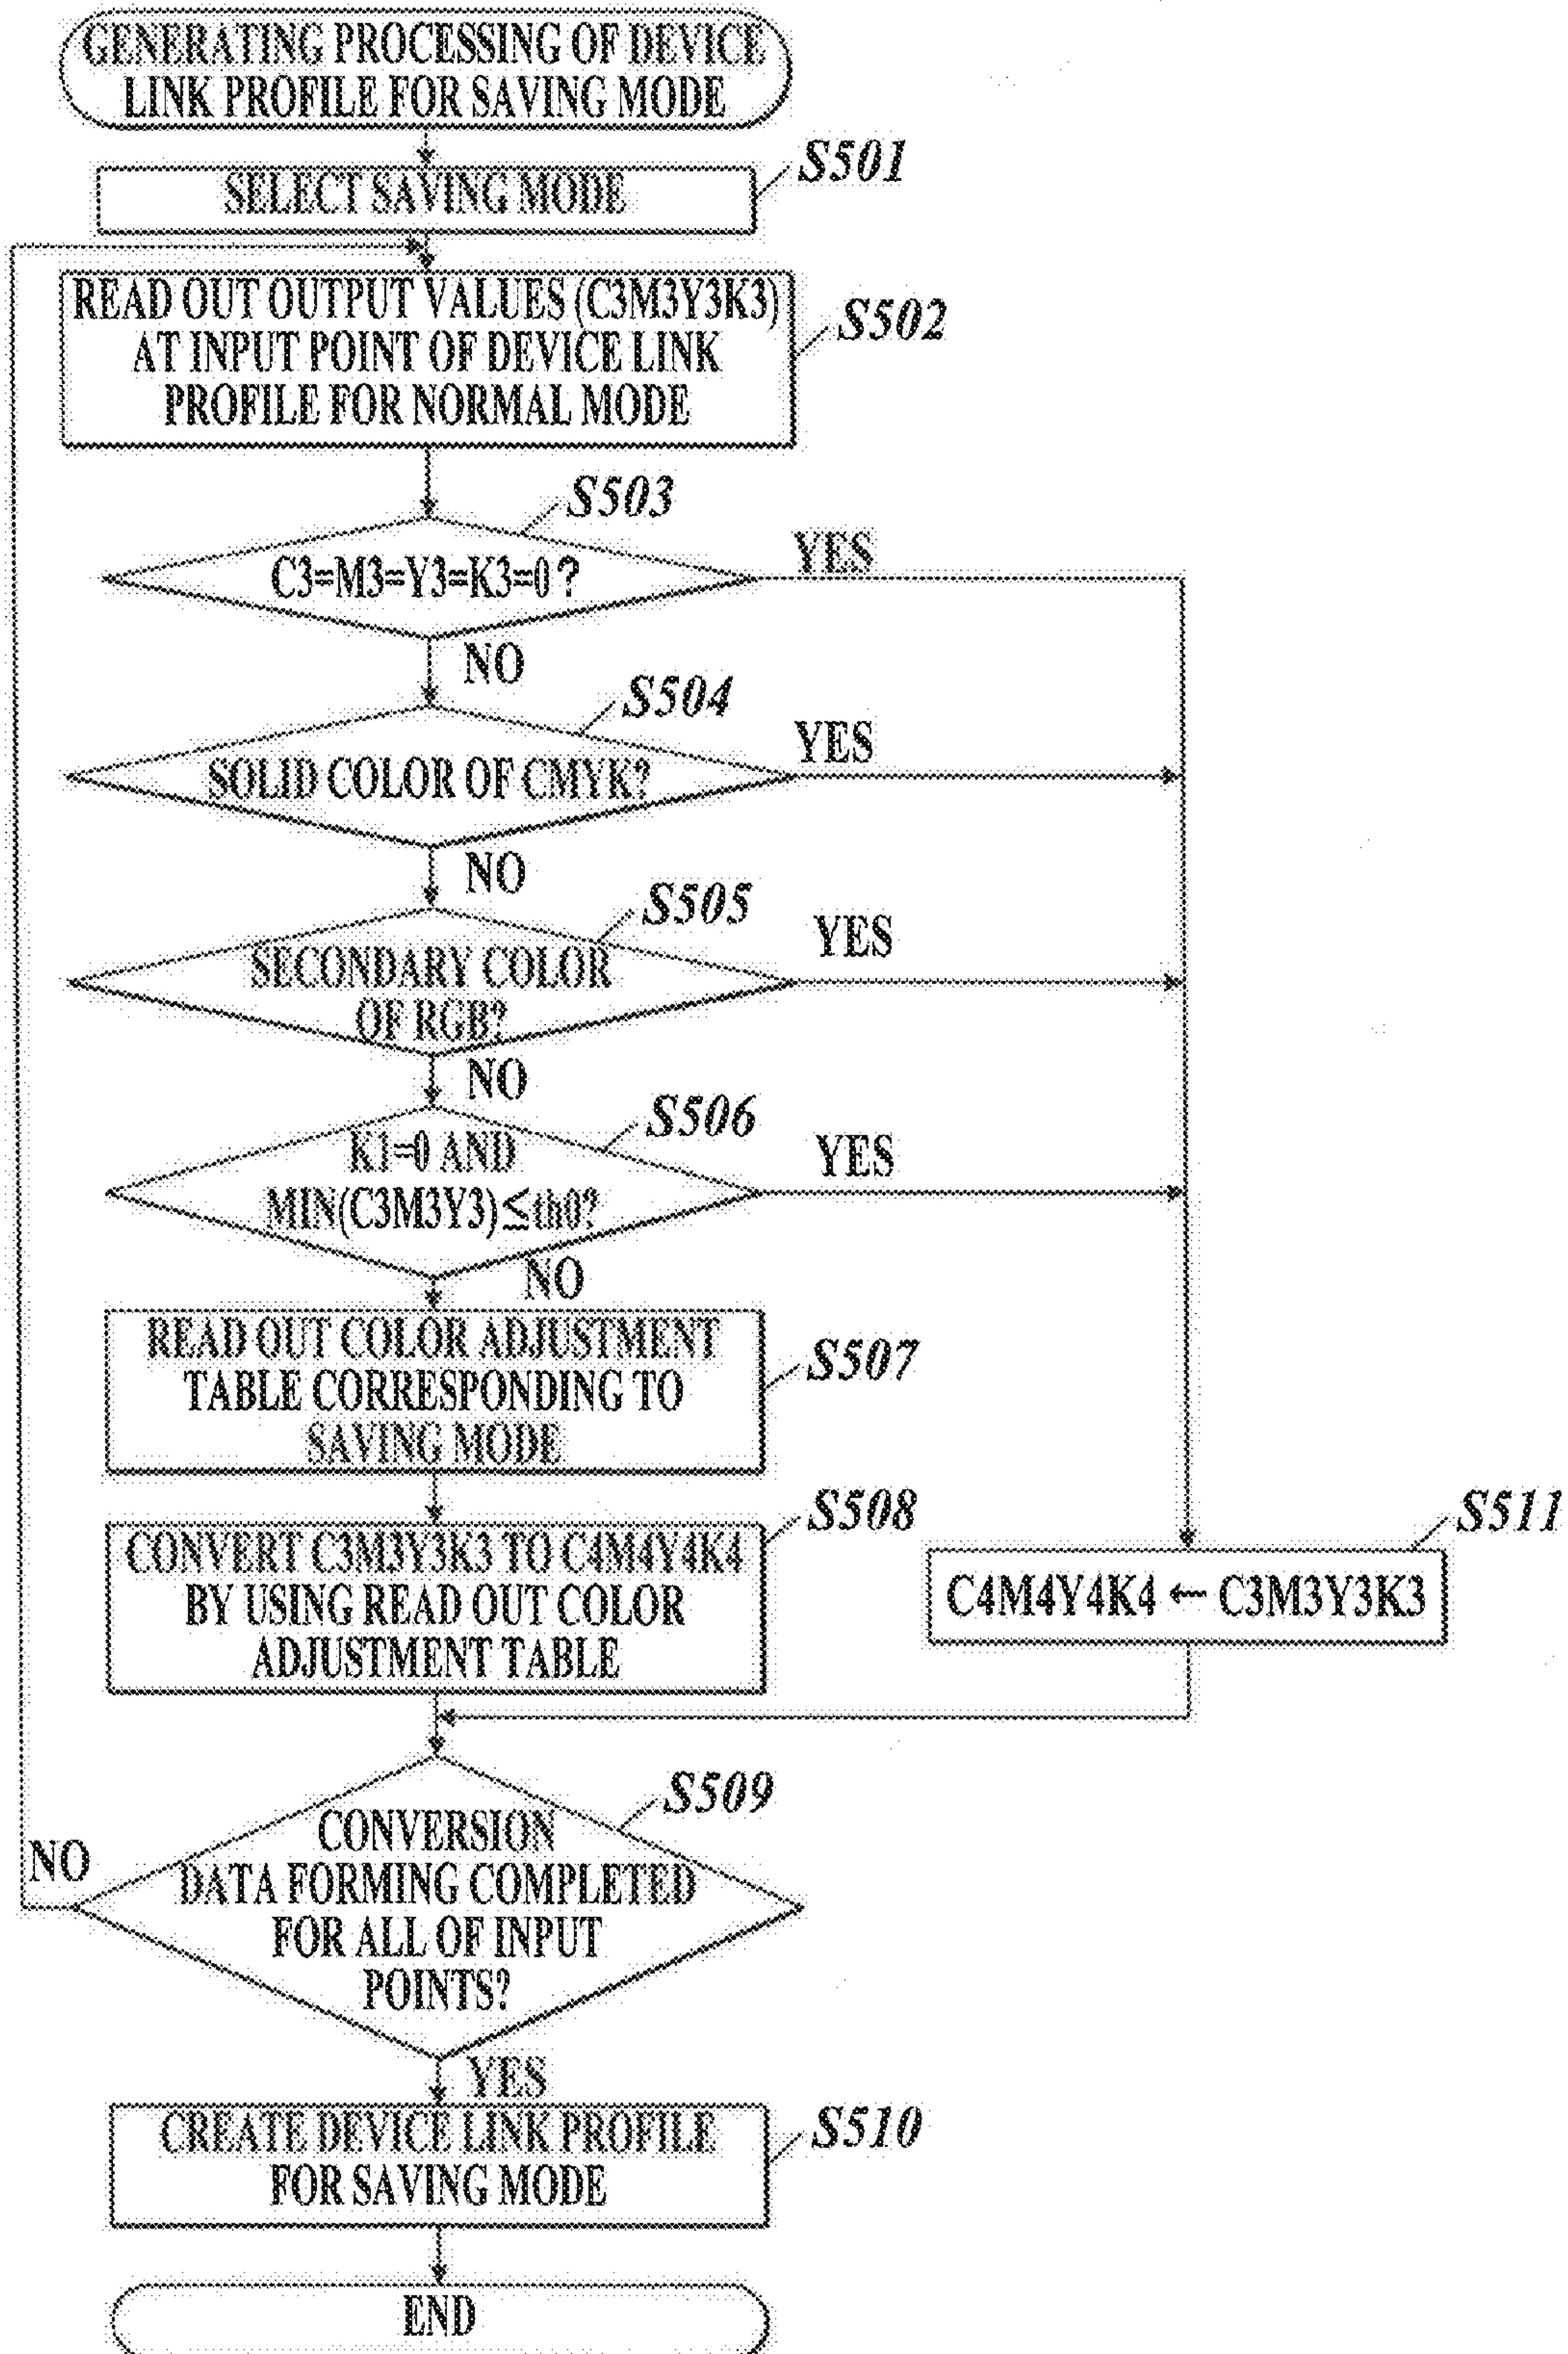 GENERATING PROCESSING OF DEVICE
LINK PROFILE FOR SAVING MODE
S501
SELECT SAVING MODE
READ OUT OUTPUT VALUES (C3M3Y3K3)
AT INPUT POINT OF DEVICE LINK
PROFILE FOR NORMAL MODE
S502
S503
C3=M3=Y3=K3=0?
YES
NO
S504
SOLID COLOR OF CMYK?
YES
NO
S505
SECONDARY COLOR
OF RGB?
YES
NO
S506
K1=0 AND
MIN(C3M3Y3)≦th0?
YES
NO
READ OUT COLOR ADJUSTMENT
TABLE CORRESPONDING TO
SAVING MODE
S507
S508
CONVERT C3M3Y3K3 TO C4M4Y4K4
BY USING READ OUT COLOR
ADJUSTMENT TABLE
S511
C4M4Y4K4 ← C3M3Y3K3
S509
CONVERSION
DATA FORMING COMPLETED
FOR ALL OF INPUT
POINTS?
NO
YES
CREATE DEVICE LINK PROFILE
FOR SAVING MODE
S510
END